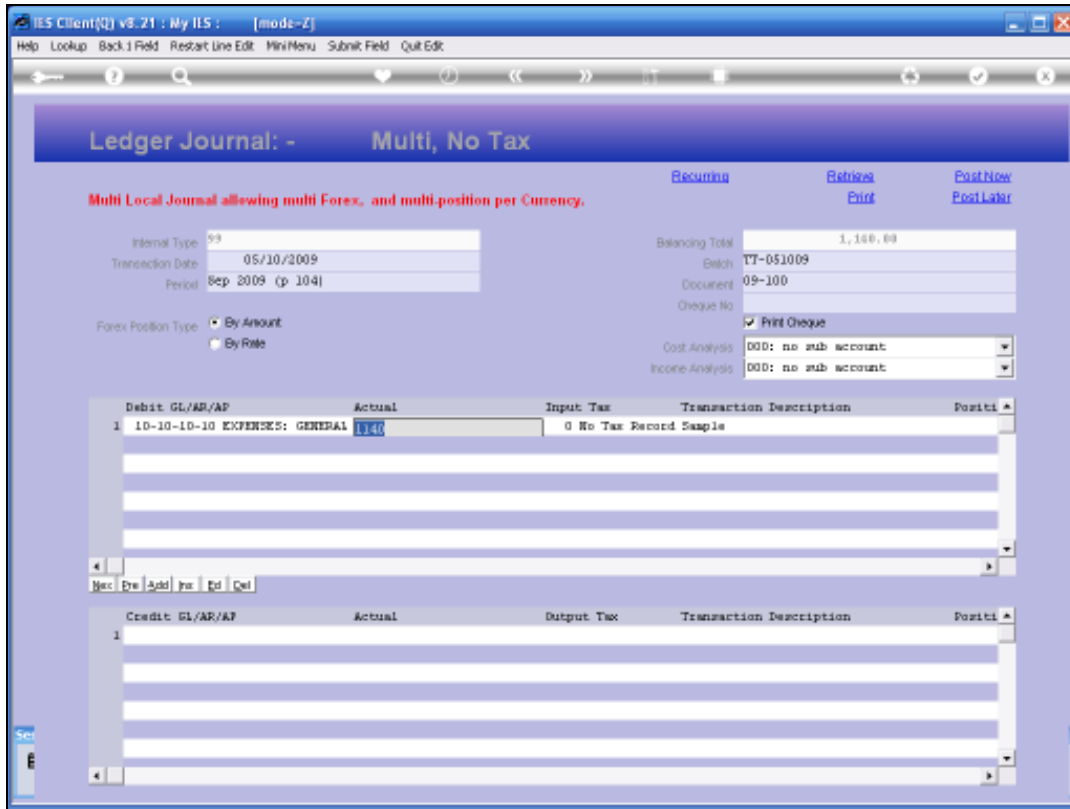 IES Client(Q) v8.21 : My IES : [mode-Z]
Help Lookup Back 1 Field Restart Line Edit MiniMenu Submit Field Quit Edit
Ledger Journal: - Multi, No Tax
Recurring Retrieve Post Now
Multi Local Journal allowing multi Forex, and multi-position per Currency. Print Post Later
Internal Type 99 Balancing Total 1,160.00
Transaction Date 05/10/2009 Batch TT-051009
Period Sep 2009 (p 104) Document 09-100
Cheque No
Forex Position Type By Amount Print Cheque
By Rate Cost Analysis 000: no sub account
Income Analysis 000: no sub account
Debit GL/AR/AP Actual Input Tax Transaction Description Positi
1 10-10-10-10 EXPENSES: GENERAL 1140 0 No Tax Record Sample
Nex Pre Add Ins Ed Del
Credit GL/AR/AP Actual Output Tax Transaction Description Positi
1